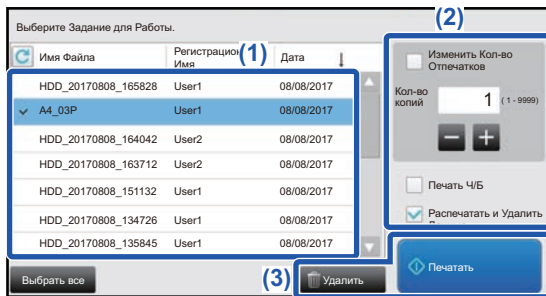 Выберите Задание для Работы.
(2)
Имя Файла Регистрацион (1) Дата
Имя
HDD_20170808_165828 User1 08/08/2017
A4_03P User1 08/08/2017
HDD_20170808_164042 User2 08/08/2017
HDD_20170808_163712 User2 08/08/2017
HDD_20170808_151132 User1 08/08/2017
HDD_20170808_134726 User1 08/08/2017
HDD_20170808_135845 User1 08/08/2017
Изменить Кол-во
Отпечатков
Кол-во
копий 1 (1 - 9999)
Печать Ч/Б
Распечатать и Удалить
Выбрать все (3) Удалить Печатать